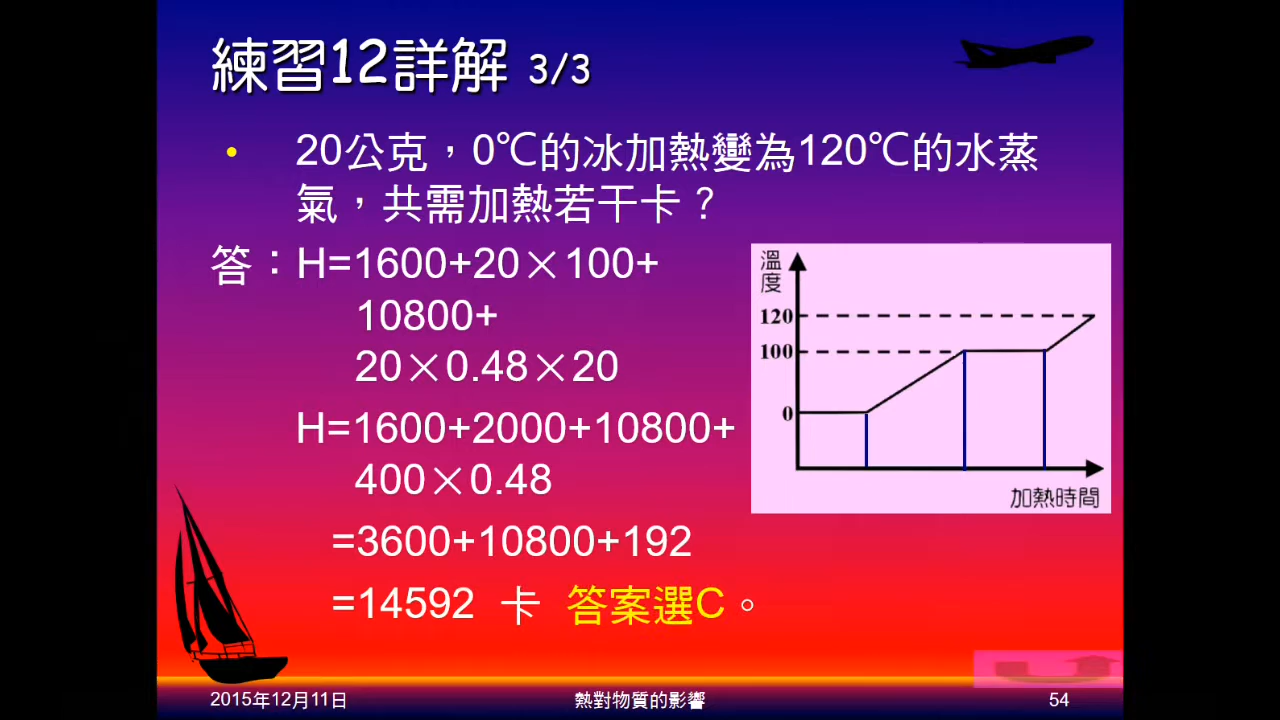 練習12詳解 3/3
• 20公克，0℃的冰加熱變為120℃的水蒸
氣，共需加熱若干卡？
答：H=1600+20×100+
10800+
20×0.48×20
H=1600+2000+10800+
400×0.48
=3600+10800+192
=14592 卡 答案選C。
溫度
120
100
0
加熱時間
2015年12月11日
熱對物質的影響
54